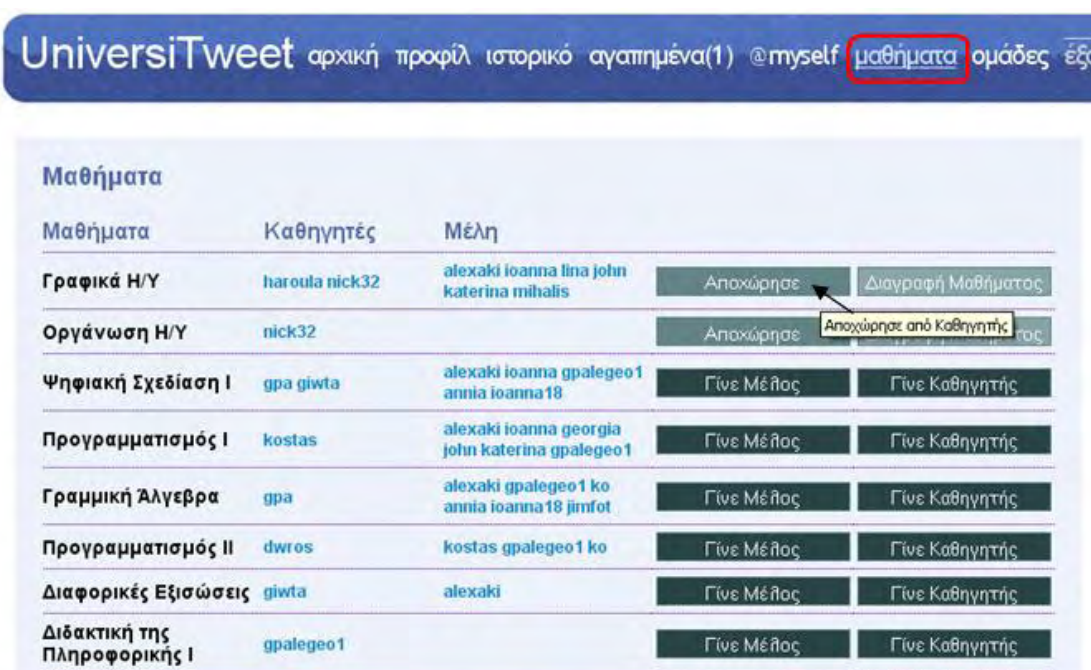 UniversiTweet αρχική προφίλ ιστορικό αγαπημένα(1) @myself μαθήματα ομάδες
Μαθήματα
Μαθήματα Καθηγητές Μέλη
Γραφικά Η/Υ haroula nick32 alexaki ioanna lina john katerina mihalis Αποχώρησε Διαγραφή Μαθήματος
Αποχώρησε από Καθηγητής
Οργάνωση Η/Υ nick32 Αποχώρησε
Ψηφιακή Σχεδίαση Ι gpa giwta alexaki ioanna gpalegeo1 annia ioanna18 Γίνε Μέλος Γίνε Καθηγητής
Προγραμματισμός Ι kostas alexaki ioanna georgia john katerina gpalegeo1 Γίνε Μέλος Γίνε Καθηγητής
Γραμμική Άλγεβρα gpa alexaki gpalegeo1 ko annia ioanna18 jimfot Γίνε Μέλος Γίνε Καθηγητής
Προγραμματισμός ΙΙ dwros kostas gpalegeo1 ko Γίνε Μέλος Γίνε Καθηγητής
Διαφορικές Εξισώσεις giwta alexaki Γίνε Μέλος Γίνε Καθηγητής
Διδακτική της Πληροφορικής Ι gpalegeo1 Γίνε Μέλος Γίνε Καθηγητής